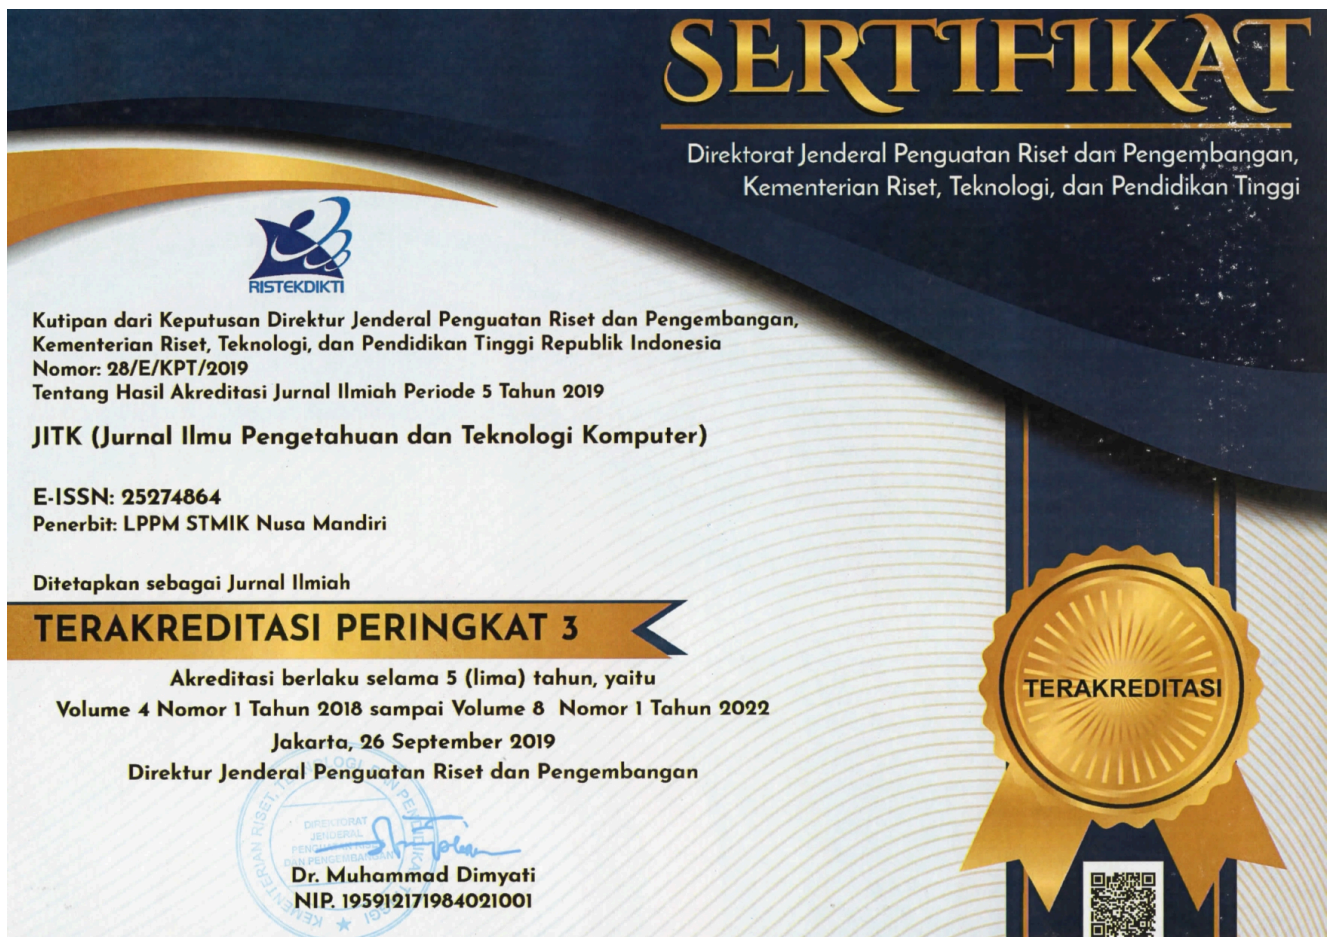 SERTIFIKAT
Direktorat Jenderal Penguatan Riset dan Pengembangan,
Kementerian Riset, Teknologi, dan Pendidikan Tinggi
RISTEKDIKTI
Kutipan dari Keputusan Direktur Jenderal Penguatan Riset dan Pengembangan,
Kementerian Riset, Teknologi, dan Pendidikan Tinggi Republik Indonesia
Nomor: 28/E/KPT/2019
Tentang Hasil Akreditasi Jurnal Ilmiah Periode 5 Tahun 2019
JITK (Jurnal Ilmu Pengetahuan dan Teknologi Komputer)
E-ISSN: 25274864
Penerbit: LPPM STMIK Nusa Mandiri
Ditetapkan sebagai Jurnal Ilmiah
TERAKREDITASI PERINGKAT 3
TERAKREDITASI
Akreditasi berlaku selama 5 (lima) tahun, yaitu
Volume 4 Nomor 1 Tahun 2018 sampai Volume 8 Nomor 1 Tahun 2022
Jakarta, 26 September 2019
Direktur Jenderal Penguatan Riset dan Pengembangan
DIREKTORAT
JENDERAL
DAN PENGEMBANGAN
Dr. Muhammad Dimyati
NIP. 195912171984021001